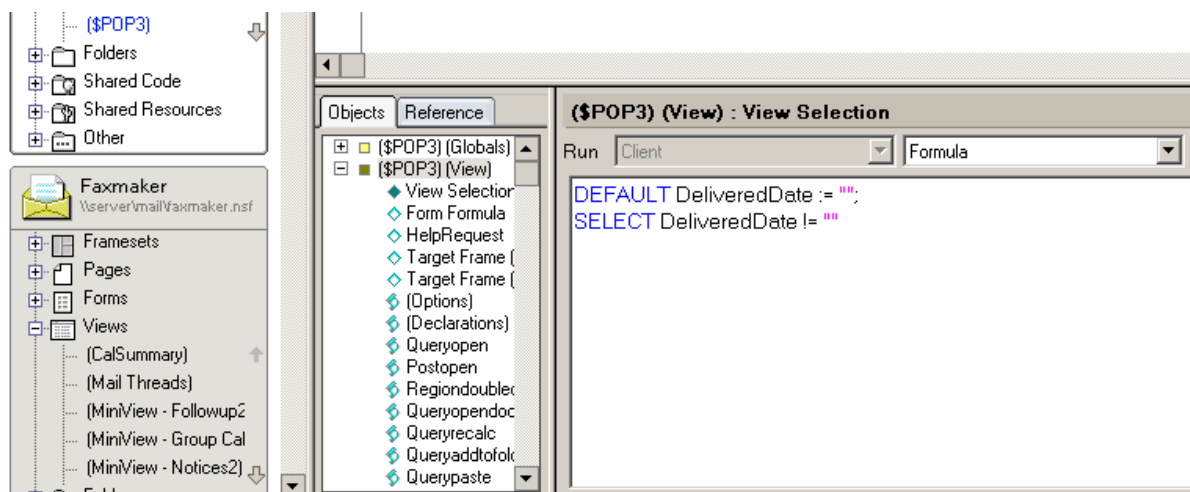 ($POP3)
Folders
Shared Code
Shared Resources
Other
Faxmaker
\\server\mail\faxmaker.nsf
Framesets
Pages
Forms
Views
(CalSummary)
(Mail Threads)
(MiniView - Followup2
(MiniView - Group Cal
(MiniView - Notices2)
Objects
Reference
($POP3) (Globals)
($POP3) (View)
View Selection
Form Formula
HelpRequest
Target Frame (
Target Frame (
(Options)
(Declarations)
Queryopen
Postopen
Regiondoublec
Queryopendoc
Queryrecalc
Queryaddtofold
Querypaste
($POP3) (View) : View Selection
Run Client Formula
DEFAULT DeliveredDate := "";
SELECT DeliveredDate != ""